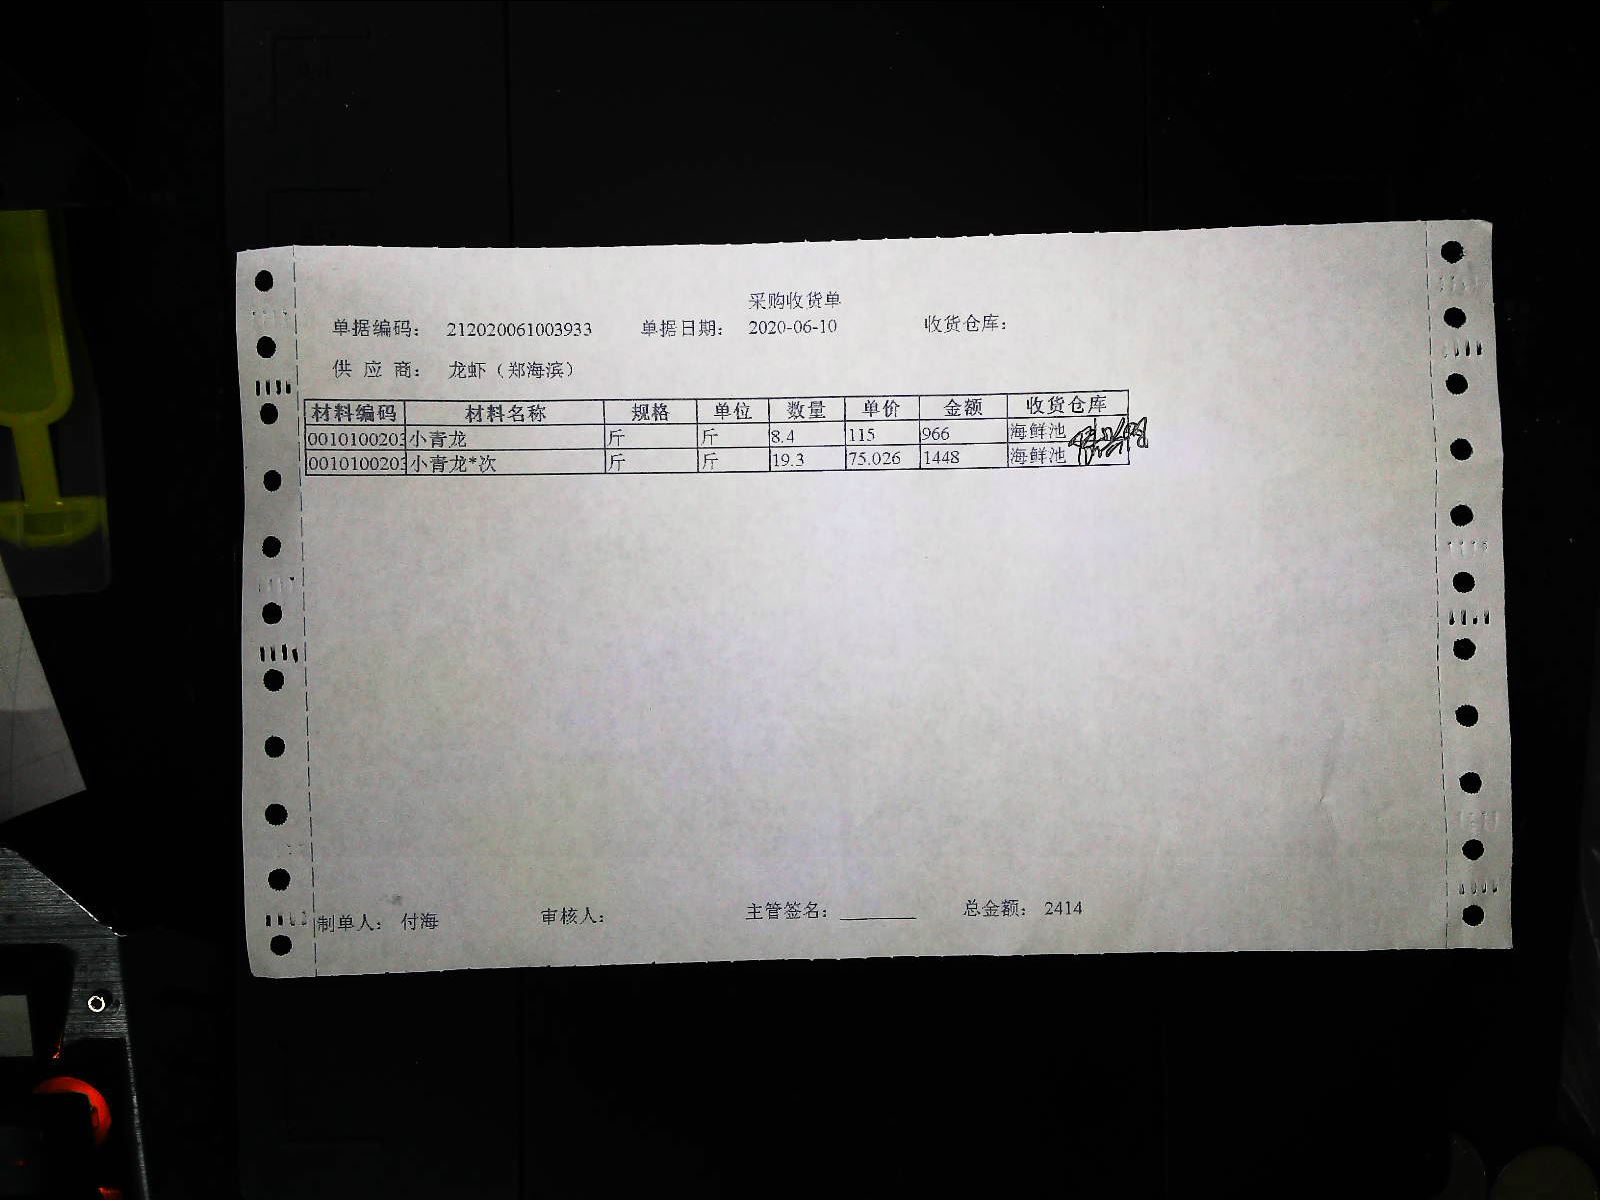 采购收货单
单据编码： 212020061003933 单据日期： 2020-06-10 收货仓库：
供 应 商： 龙虾（郑海滨）
材料编码 材料名称 规格 单位 数量 单价 金额 收货仓库
0010100203 小青龙 斤 斤 8.4 115 966 海鲜池
0010100203 小青龙*次 斤 斤 19.3 75.026 1448 海鲜池
制单人： 付海 审核人： 主管签名： 总金额： 2414